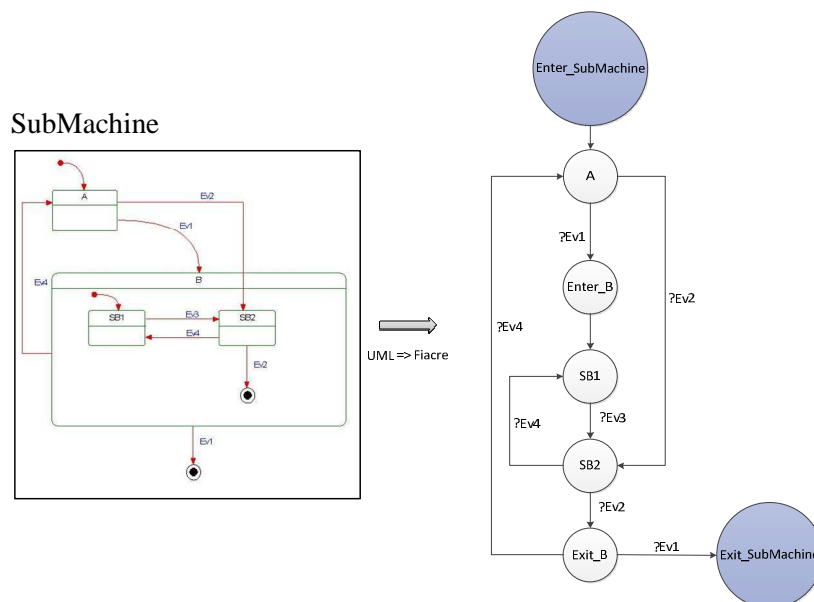 Enter_SubMachine
SubMachine
A
A
Ev2
Ev1
?Ev1
B
Enter_B
Ev4
?Ev2
SB1
Ev3
SB2
Ev4
?Ev4
UML => Fiacre
Ev2
SB1
?Ev4
?Ev3
Ev1
SB2
?Ev2
Exit_B
?Ev1
Exit_SubMachine